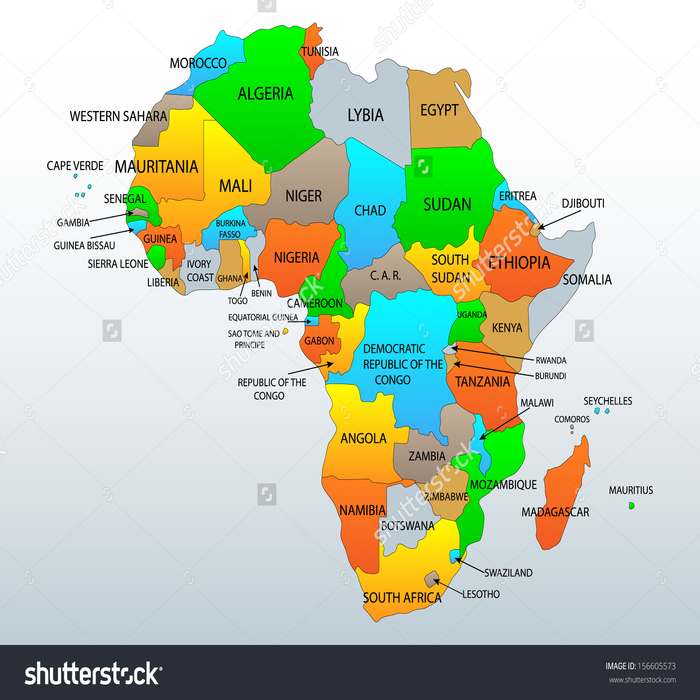 TUNISIA
MOROCCO
ALGERIA
LYBIA
EGYPT
WESTERN SAHARA
CAPE VERDE
MAURITANIA
MALI
NIGER
CHAD
SUDAN
ERITREA
DJIBOUTI
SENEGAL
GAMBIA
GUINEA BISSAU
GUINEA
BURKINA
FASSO
SIERRA LEONE
LIBERIA
IVORY
COAST
GHANA
TOGO
BENIN
NIGERIA
CAMEROON
C. A. R.
SOUTH
SUDAN
ETHIOPIA
SOMALIA
EQUATORIAL GUINEA
SAO TOME AND
PRINCIPE
GABON
REPUBLIC OF THE
CONGO
DEMOCRATIC
REPUBLIC OF THE
CONGO
UGANDA
KENYA
RWANDA
BURUNDI
TANZANIA
MALAWI
SEYCHELLES
COMOROS
ANGOLA
ZAMBIA
MOZAMBIQUE
ZIMBABWE
MADAGASCAR
MAURITIUS
NAMIBIA
BOTSWANA
SWAZILAND
LESOTHO
SOUTH AFRICA
shutterstock
shutterstock
shutterstock
shutterstock
shutterstock
IMAGE ID: 156605573
www.shutterstock.com